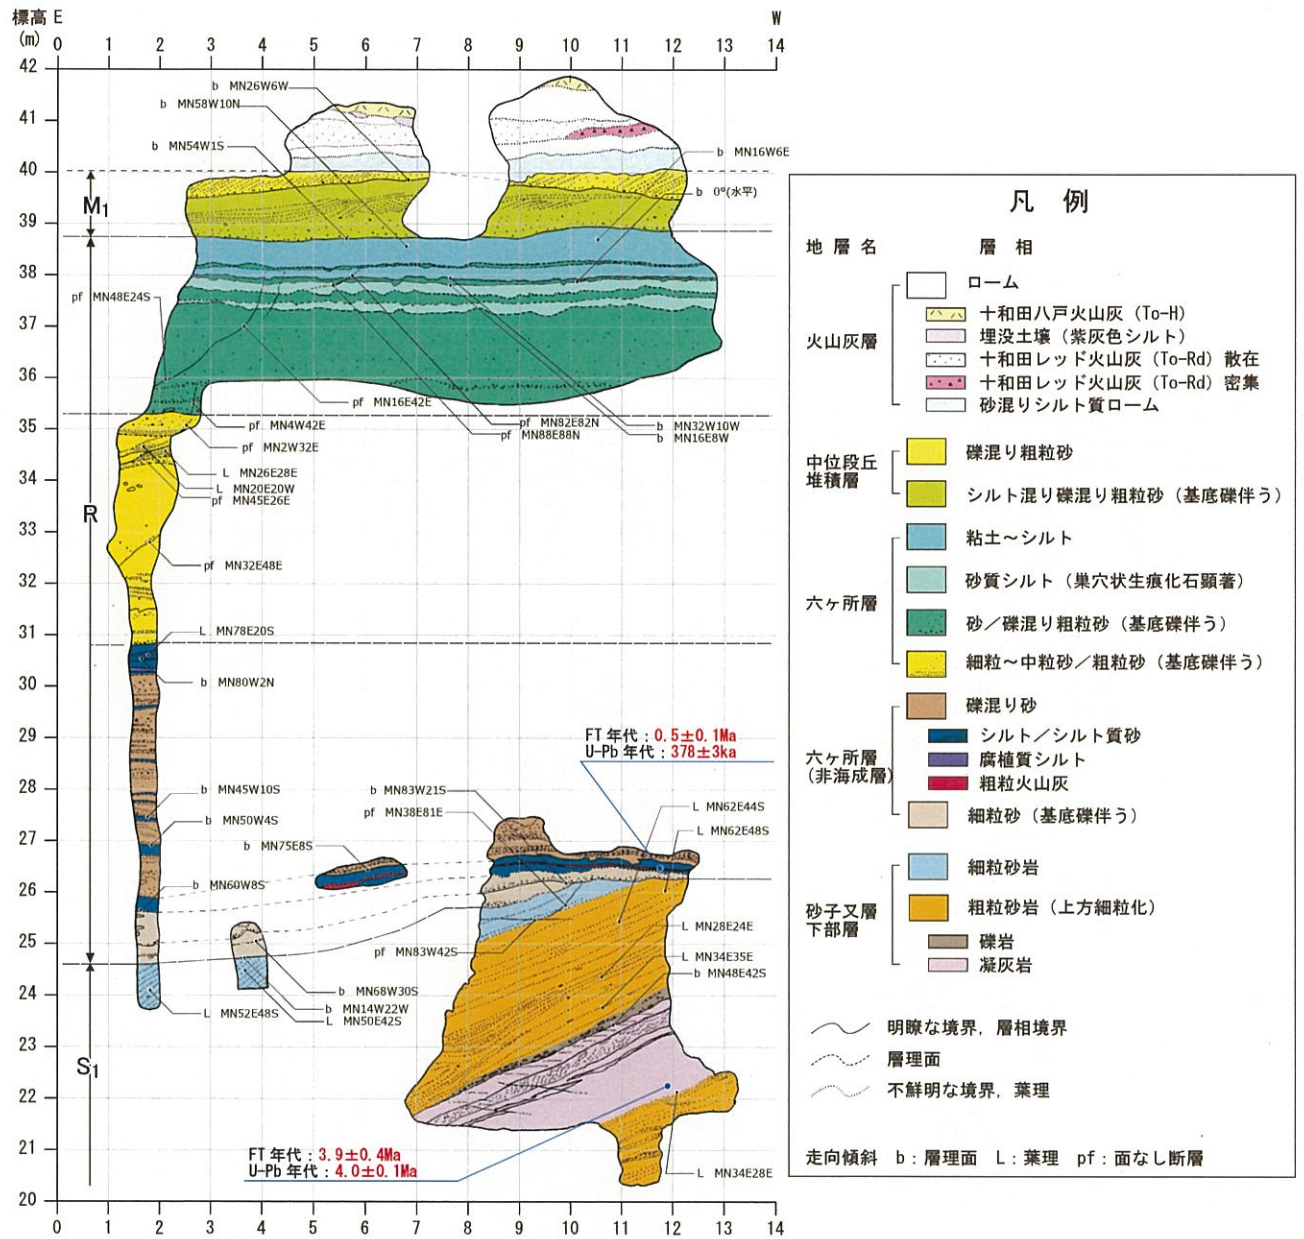 標高 E W
(m) 0 1 2 3 4 5 6 7 8 9 10 11 12 13 14
42
41
40
39
38
37
36
35
34
33
32
31
30
29
28
27
26
25
24
23
22
21
20
0 1 2 3 4 5 6 7 8 9 10 11 12 13 14
M1
R
S1
b MN26W6W
b MN58W10N
b MN54W1S
b MN16W6E
b 0°(水平)
pf MN48E24S
pf MN16E42E
pf MN4W42E
pf MN82E82N
b MN32W10W
pf MN88E88N
b MN16E8W
pf MN2W32E
L MN26E28E
L MN20E20W
pf MN45E26E
pf MN32E48E
L MN78E20S
b MN80W2N
FT 年代:0.5±0.1Ma
U-Pb 年代:378±3ka
b MN45W10S
b MN83W21S
L MN62E44S
pf MN38E81E
b MN50W4S
L MN62E48S
b MN75E8S
b MN60W8S
L MN28E24E
pf MN83W42S
L MN34E35E
b MN48E42S
b MN68W30S
b MN14W22W
L MN50E42S
L MN52E48S
FT 年代:3.9±0.4Ma
U-Pb 年代:4.0±0.1Ma
L MN34E28E
凡 例
地 層 名 層 相
火山灰層
ローム
十和田八戸火山灰(To-H)
埋没土壌(紫灰色シルト)
十和田レッド火山灰(To-Rd)散在
十和田レッド火山灰(To-Rd)密集
砂混りシルト質ローム
中位段丘
堆積層
礫混り粗粒砂
シルト混り礫混り粗粒砂(基底礫伴う)
六ヶ所層
粘土~シルト
砂質シルト(巣穴状生痕化石顕著)
砂/礫混り粗粒砂(基底礫伴う)
細粒~中粒砂/粗粒砂(基底礫伴う)
六ヶ所層
(非海成層)
礫混り砂
シルト/シルト質砂
腐植質シルト
粗粒火山灰
細粒砂(基底礫伴う)
砂子又層
下部層
細粒砂岩
粗粒砂岩(上方細粒化)
礫岩
凝灰岩
明瞭な境界,層相境界
層理面
不鮮明な境界,葉理
走向傾斜 b:層理面 L:葉理 pf:面なし断層